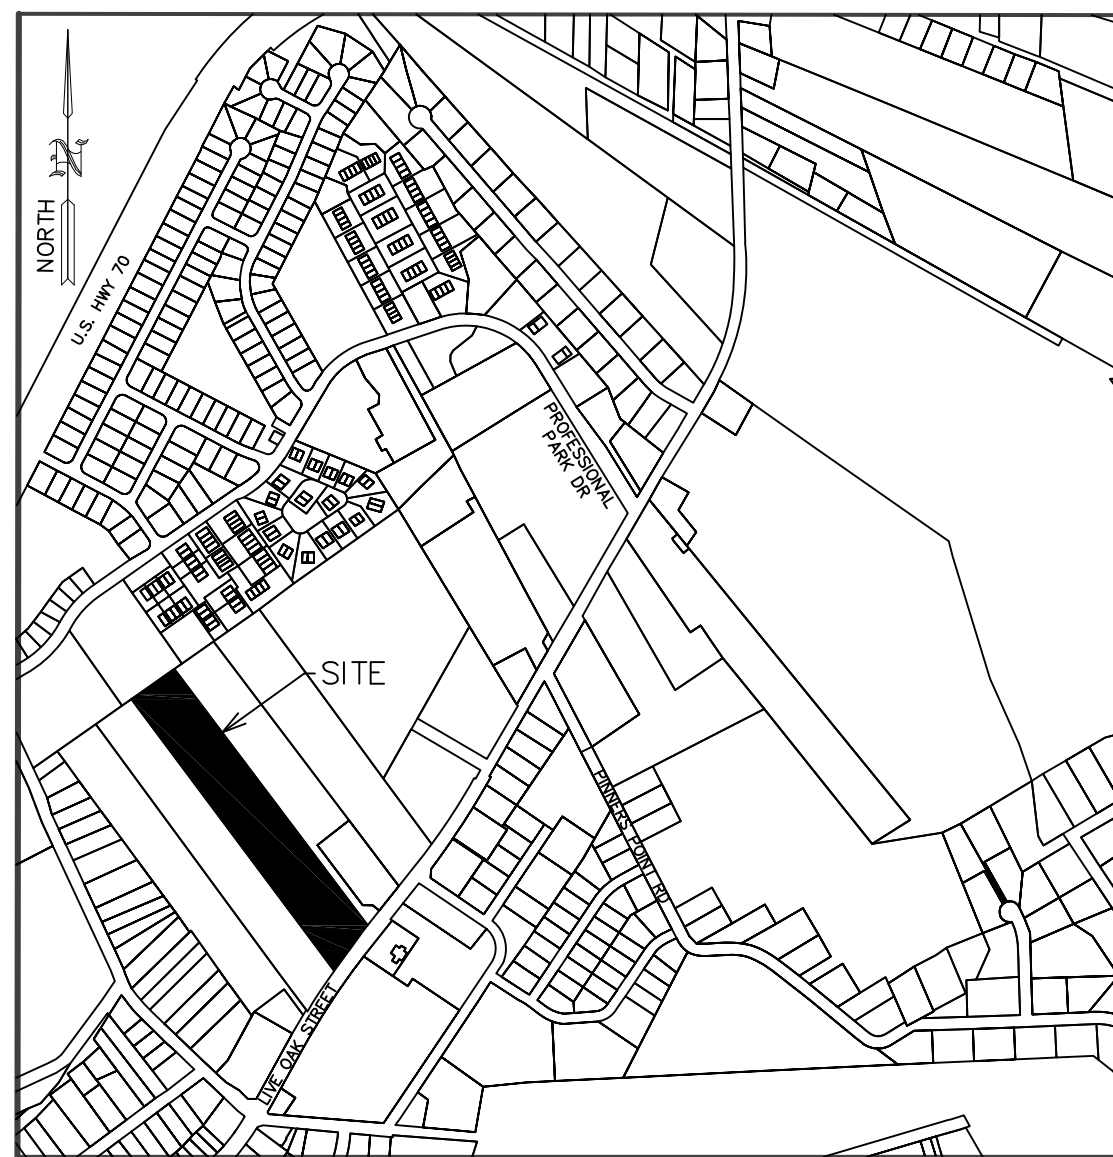 N
NORTH
U.S. HWY 70
PROFESSIONAL
PARK DR
SITE
PINNERS POINT RD
LIVE OAK STREET